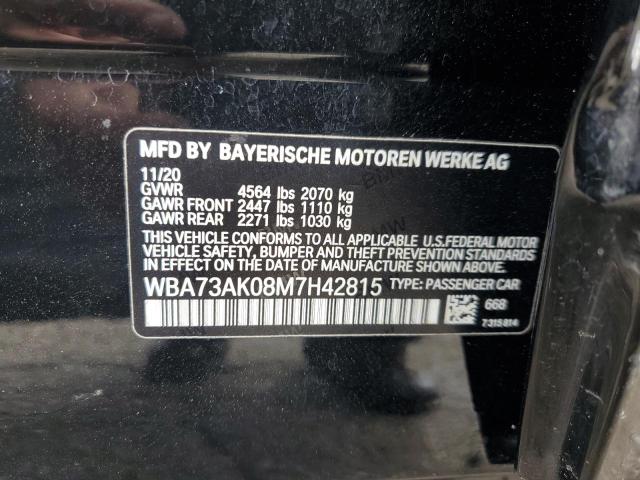 MFD BY BAYERISCHE MOTOREN WERKE AG
11/20
GVWR 4564 lbs 2070 kg
GAWR FRONT 2447 lbs 1110 kg
GAWR REAR 2271 lbs 1030 kg
THIS VEHICLE CONFORMS TO ALL APPLICABLE U.S.FEDERAL MOTOR
VEHICLE SAFETY, BUMPER AND THEFT PREVENTION STANDARDS
IN EFFECT ON THE DATE OF MANUFACTURE SHOWN ABOVE.
WBA73AK08M7H42815 TYPE: PASSENGER CAR
668
7315814